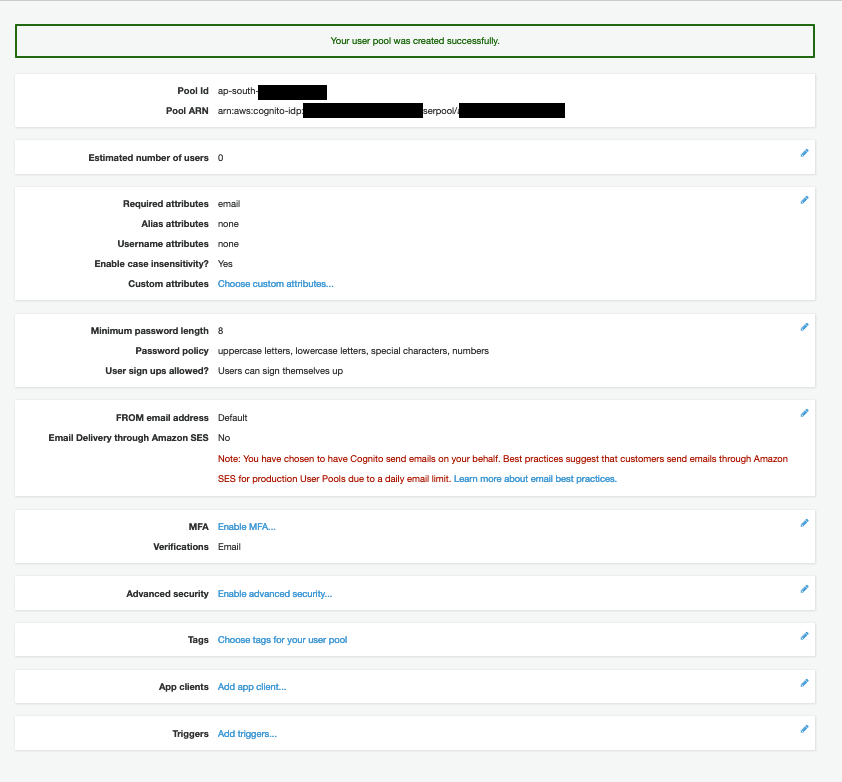 Your user pool was created successfully.
Pool Id ap-south-
Pool ARN arn:aws:cognito-idp: serpool/
Estimated number of users 0
Required attributes email
Alias attributes none
Username attributes none
Enable case insensitivity? Yes
Custom attributes Choose custom attributes...
Minimum password length 8
Password policy uppercase letters, lowercase letters, special characters, numbers
User sign ups allowed? Users can sign themselves up
FROM email address Default
Email Delivery through Amazon SES No
Note: You have chosen to have Cognito send emails on your behalf. Best practices suggest that customers send emails through Amazon
SES for production User Pools due to a daily email limit. Learn more about email best practices.
MFA Enable MFA...
Verifications Email
Advanced security Enable advanced security...
Tags Choose tags for your user pool
App clients Add app client...
Triggers Add triggers...